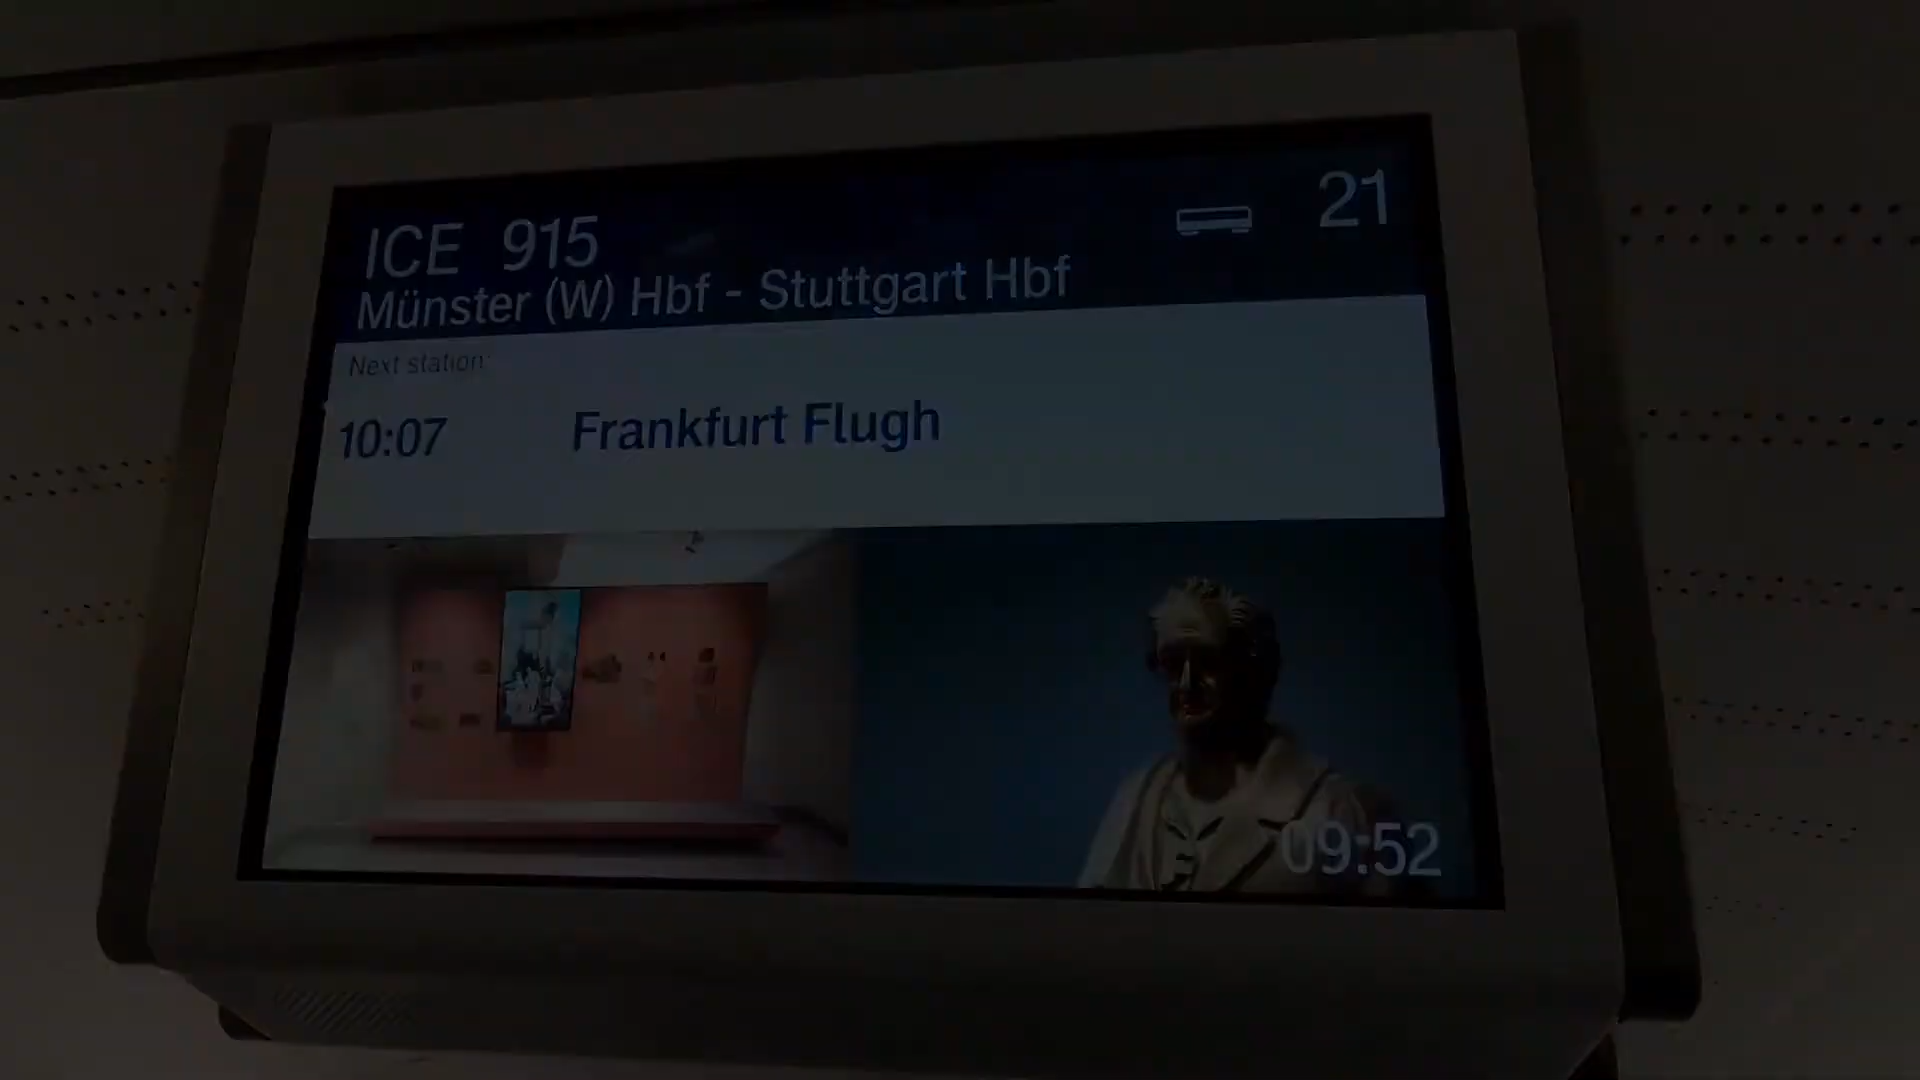 ICE 915
21
Münster (W) Hbf - Stuttgart Hbf
Next station:
10:07 Frankfurt Flugh
09:52